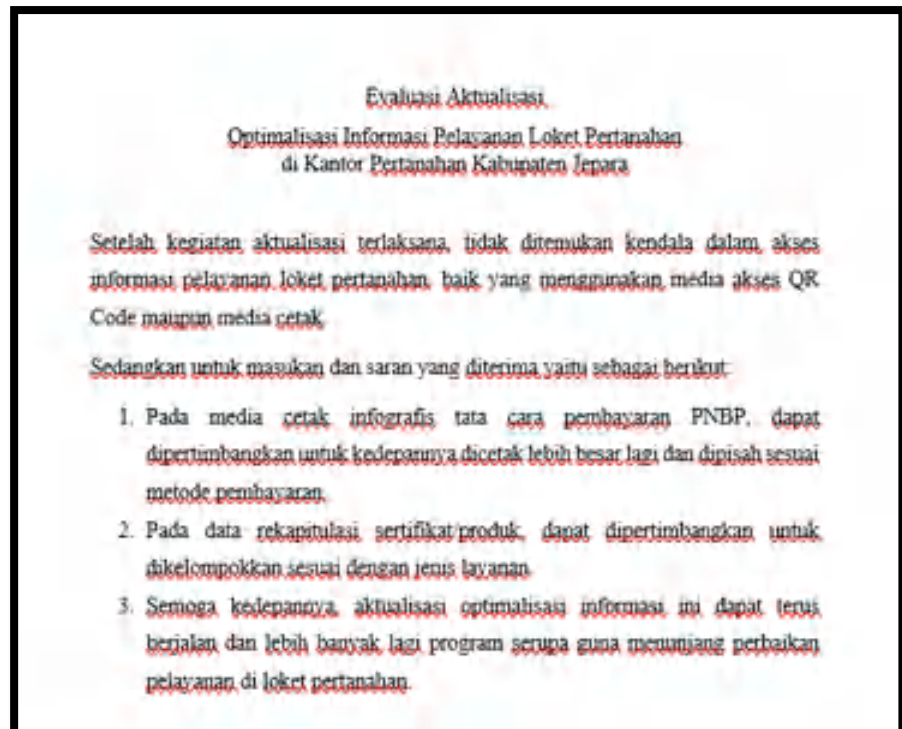 Evaluasi Aktualisasi
Optimalisasi Informasi Pelayanan Loket Pertanahan
di Kantor Pertanahan Kabupaten Jepara
Setelah kegiatan aktualisasi terlaksana, tidak ditemukan kendala dalam akses
informasi pelayanan loket pertanahan, baik yang menggunakan media akses QR
Code maupun media cetak.
Sedangkan untuk masukan dan saran yang diterima yaitu sebagai berikut:
1. Pada media cetak infografis tata cara pembayaran PNBP, dapat
dipertimbangkan untuk kedepannya dicetak lebih besar lagi dan dipisah sesuai
metode pembayaran.
2. Pada data rekapitulasi sertifikat/produk, dapat dipertimbangkan untuk
dikelompokkan sesuai dengan jenis layanan.
3. Semoga kedepannya, aktualisasi optimalisasi informasi ini dapat terus
berjalan dan lebih banyak lagi program serupa guna menunjang perbaikan
pelayanan di loket pertanahan.